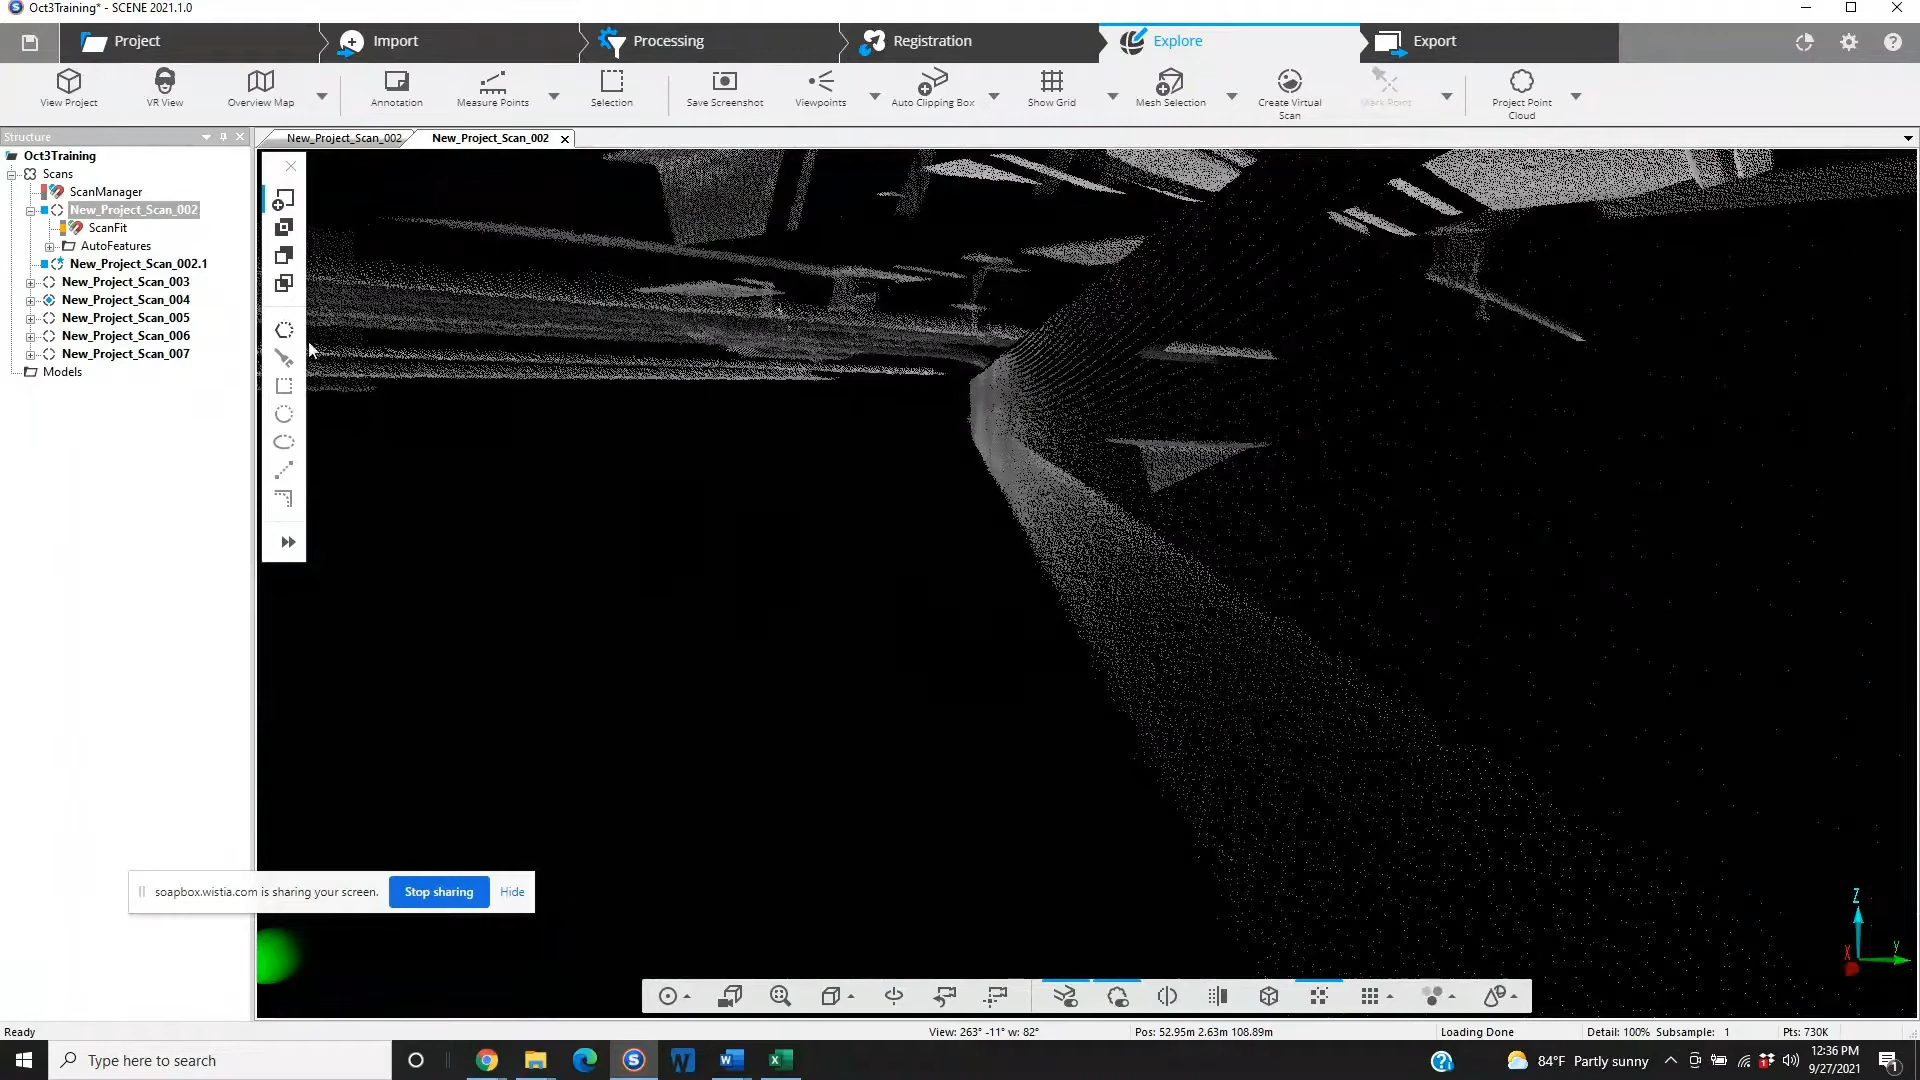 Oct3Training* - SCENE 2021.1.0
Project
Import
Processing
Registration
Explore
Export
View Project
VR View
Overview Map
Annotation
Measure Points
Selection
Save Screenshot
Viewpoints
Auto Clipping Box
Show Grid
Mesh Selection
Create Virtual
Scan
Mark Point
Project Point
Cloud
Structure
New_Project_Scan_002
New_Project_Scan_002
Oct3Training
Scans
ScanManager
New_Project_Scan_002
ScanFit
AutoFeatures
New_Project_Scan_002.1
New_Project_Scan_003
New_Project_Scan_004
New_Project_Scan_005
New_Project_Scan_006
New_Project_Scan_007
Models
soapbox.wistia.com is sharing your screen.
Stop sharing
Hide
Z
X
y
Ready
View: 263° -11° w: 82°
Pos: 52.95m 2.63m 108.89m
Loading Done
Detail: 100% Subsample: 1
Pts: 730K
Type here to search
84°F Partly sunny
12:36 PM
9/27/2021
1